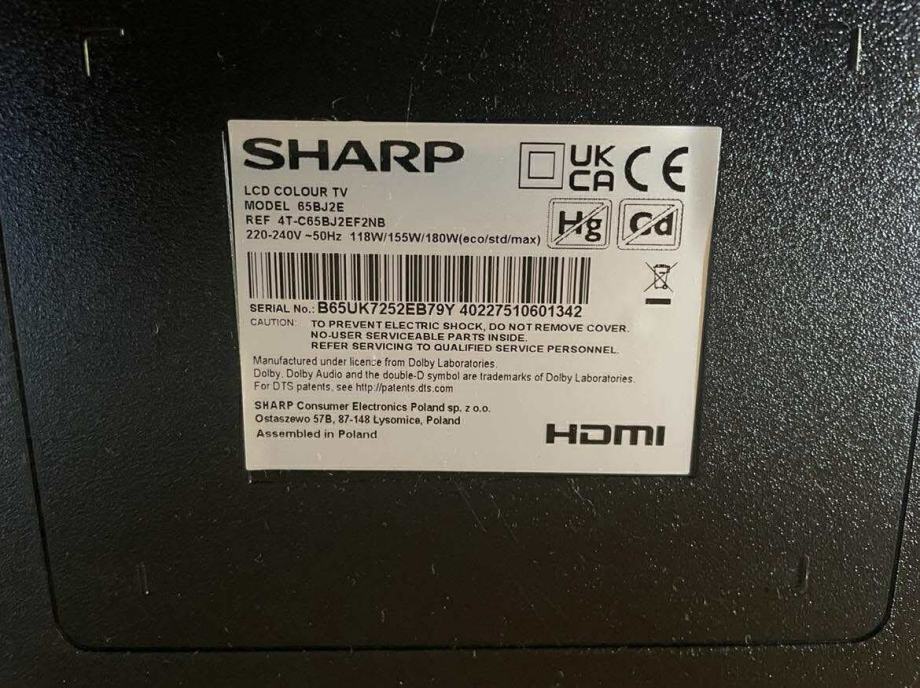 SHARP
UK
CA CE
LCD COLOUR TV
MODEL 65BJ2E
REF 4T-C65BJ2EF2NB
220-240V ~50Hz 118W/155W/180W(eco/std/max)
Hg Cd
SERIAL No.: B65UK7252EB79Y 40227510601342
CAUTION: TO PREVENT ELECTRIC SHOCK, DO NOT REMOVE COVER.
NO-USER SERVICEABLE PARTS INSIDE.
REFER SERVICING TO QUALIFIED SERVICE PERSONNEL.
Manufactured under licence from Dolby Laboratories.
Dolby, Dolby Audio and the double-D symbol are trademarks of Dolby Laboratories.
For DTS patents, see http://patents.dts.com
SHARP Consumer Electronics Poland sp. z o.o.
Ostaszewo 57B, 87-148 Łysomice, Poland
Assembled in Poland
HDMI